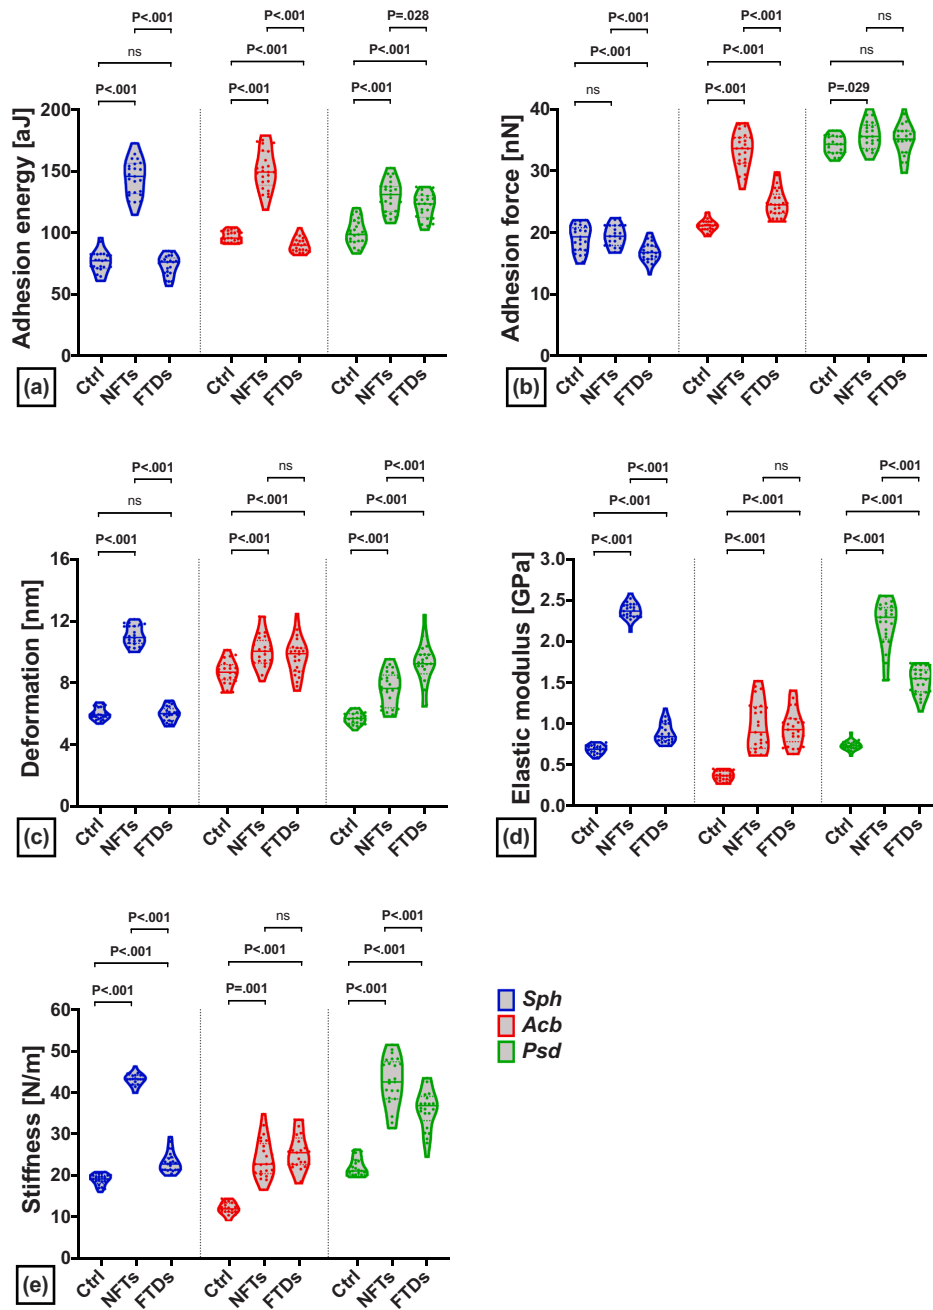 P<.001 P<.001 P=.028
ns P<.001 P<.001
P<.001 P<.001 P<.001
Adhesion energy [aJ]
200
150
100
50
0
Ctrl NFTs FTDs Ctrl NFTs FTDs Ctrl NFTs FTDs
(a)
P<.001 P<.001 ns
P<.001 P<.001 ns
ns P<.001 P=.029
Adhesion force [nN]
40
30
20
10
0
Ctrl NFTs FTDs Ctrl NFTs FTDs Ctrl NFTs FTDs
(b)
P<.001 ns P<.001
ns P<.001 P<.001
P<.001 P<.001 P<.001
Deformation [nm]
16
12
8
4
0
Ctrl NFTs FTDs Ctrl NFTs FTDs Ctrl NFTs FTDs
(c)
P<.001 ns P<.001
P<.001 P<.001 P<.001
P<.001 P<.001 P<.001
Elastic modulus [GPa]
3.0
2.5
2.0
1.5
1.0
0.5
0.0
Ctrl NFTs FTDs Ctrl NFTs FTDs Ctrl NFTs FTDs
(d)
P<.001 ns P<.001
P<.001 P<.001 P<.001
P<.001 P=.001 P<.001
Stiffness [N/m]
60
50
40
30
20
10
0
Ctrl NFTs FTDs Ctrl NFTs FTDs Ctrl NFTs FTDs
(e)
Sph
Acb
Psd